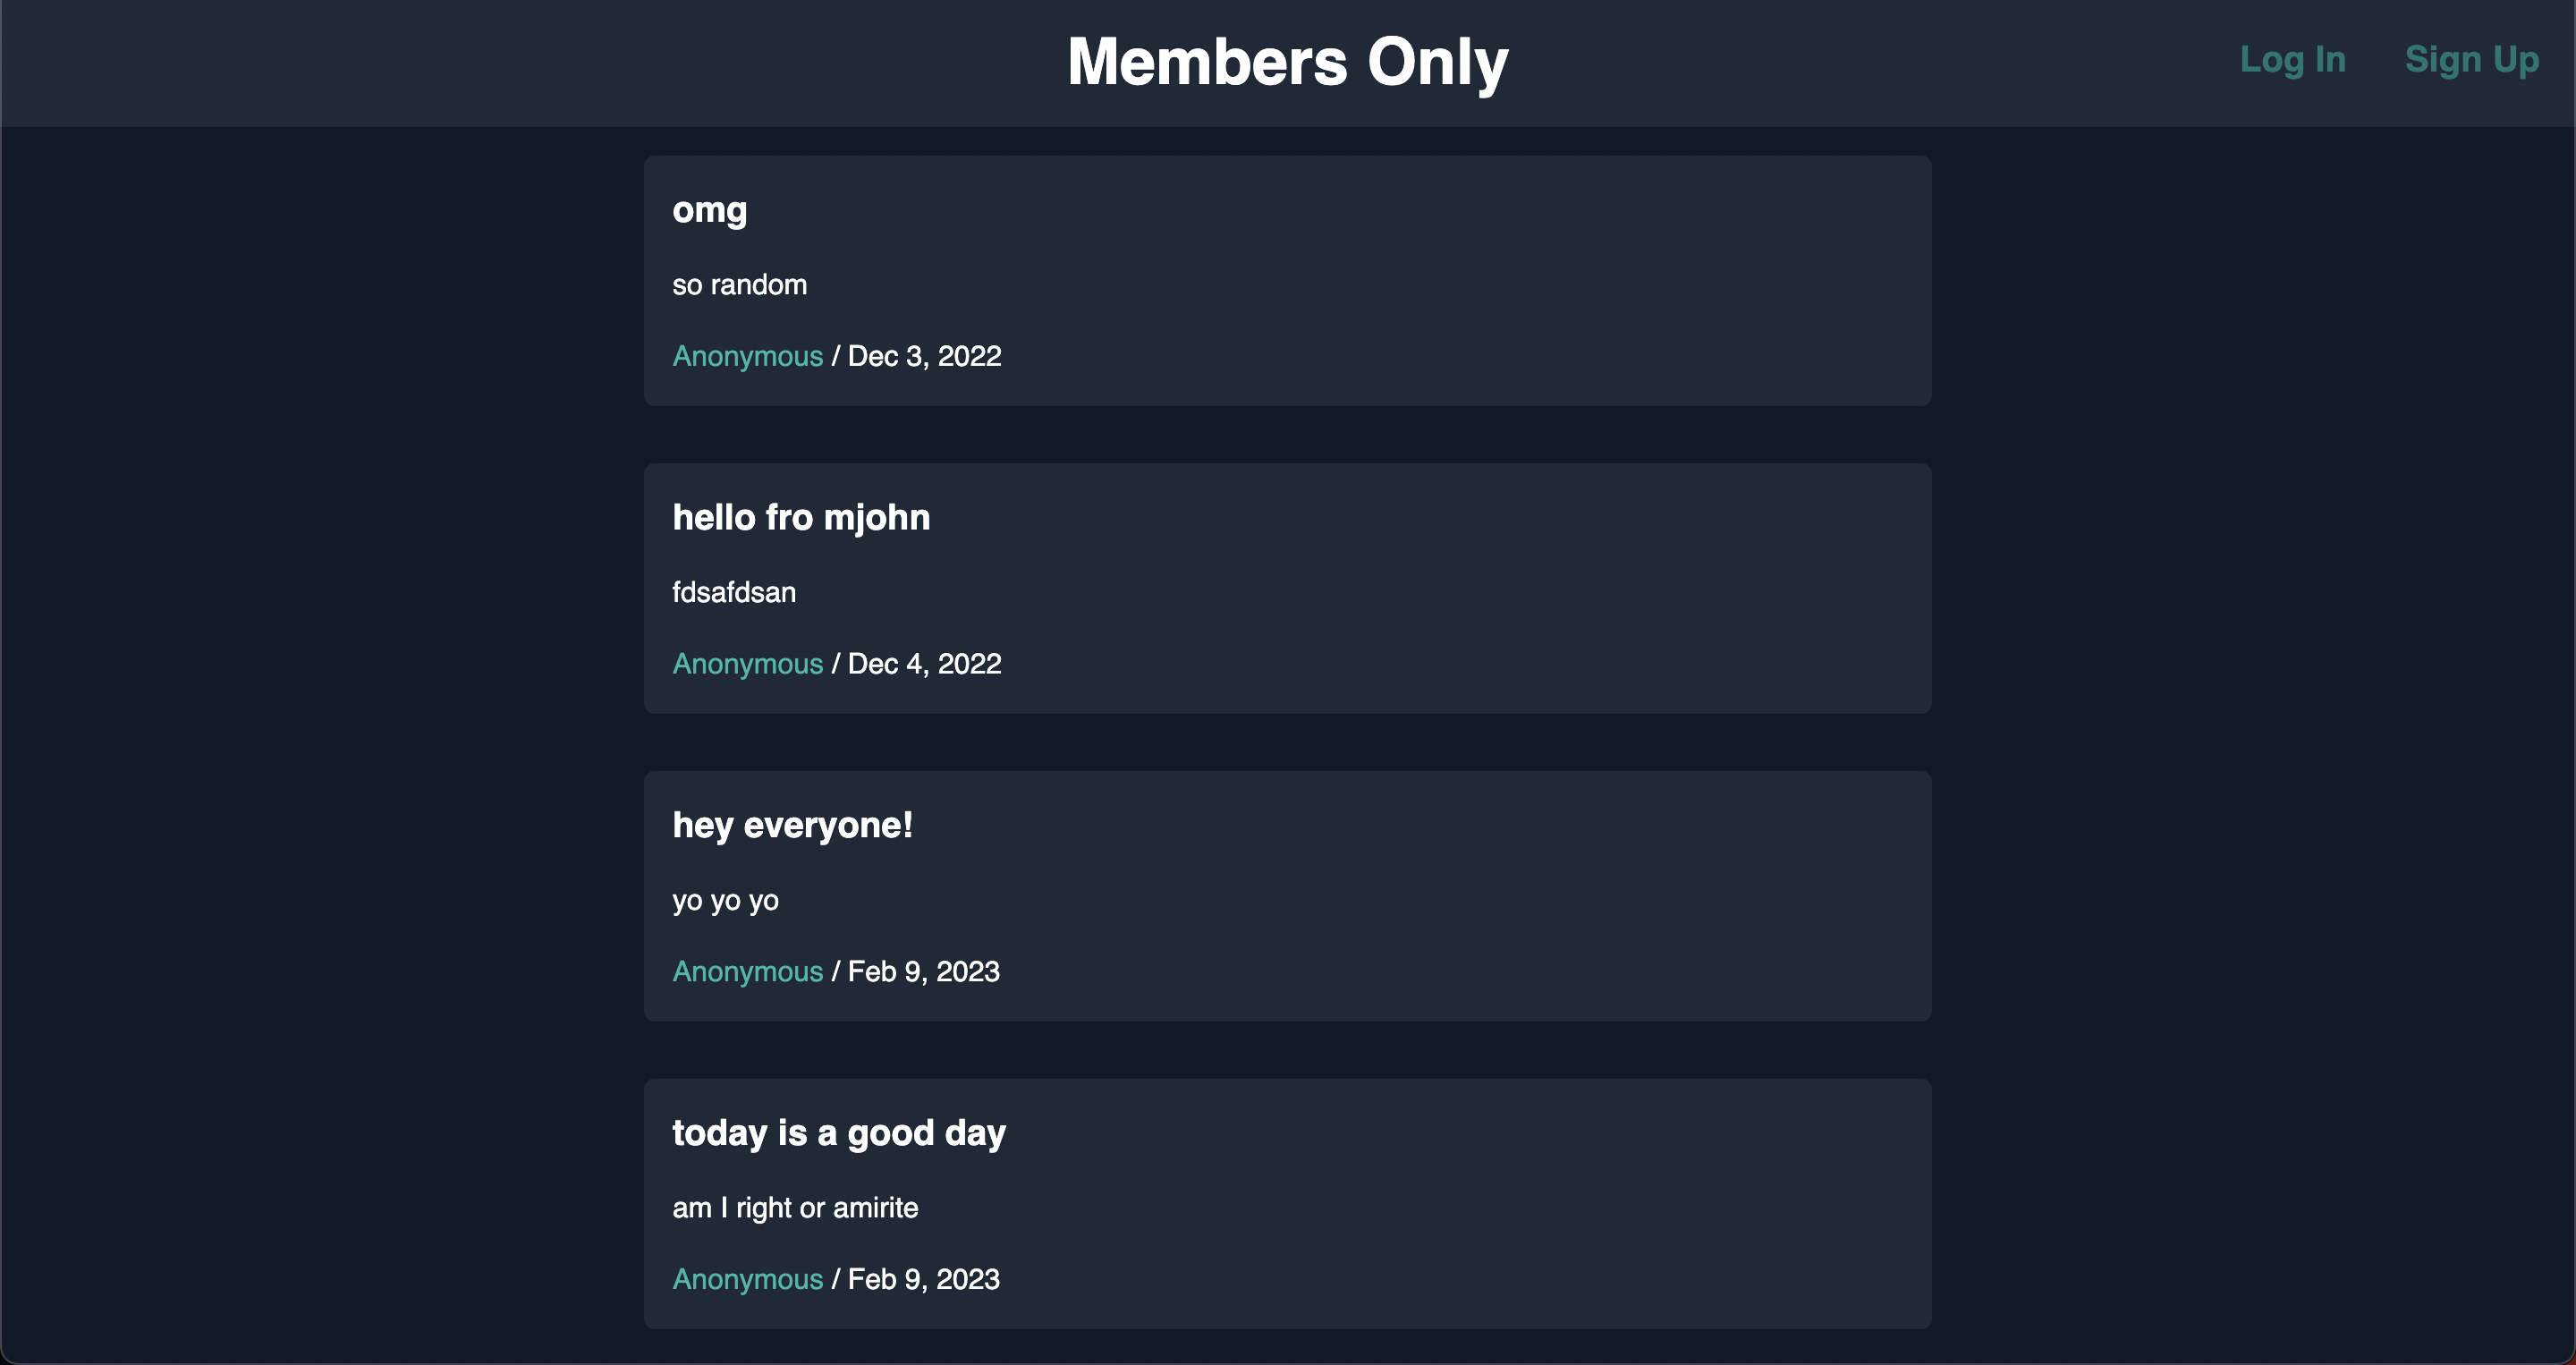 Members Only
Log In
Sign Up
omg
so random
Anonymous / Dec 3, 2022
hello fro mjohn
fdsafdsan
Anonymous / Dec 4, 2022
hey everyone!
yo yo yo
Anonymous / Feb 9, 2023
today is a good day
am I right or amirite
Anonymous / Feb 9, 2023